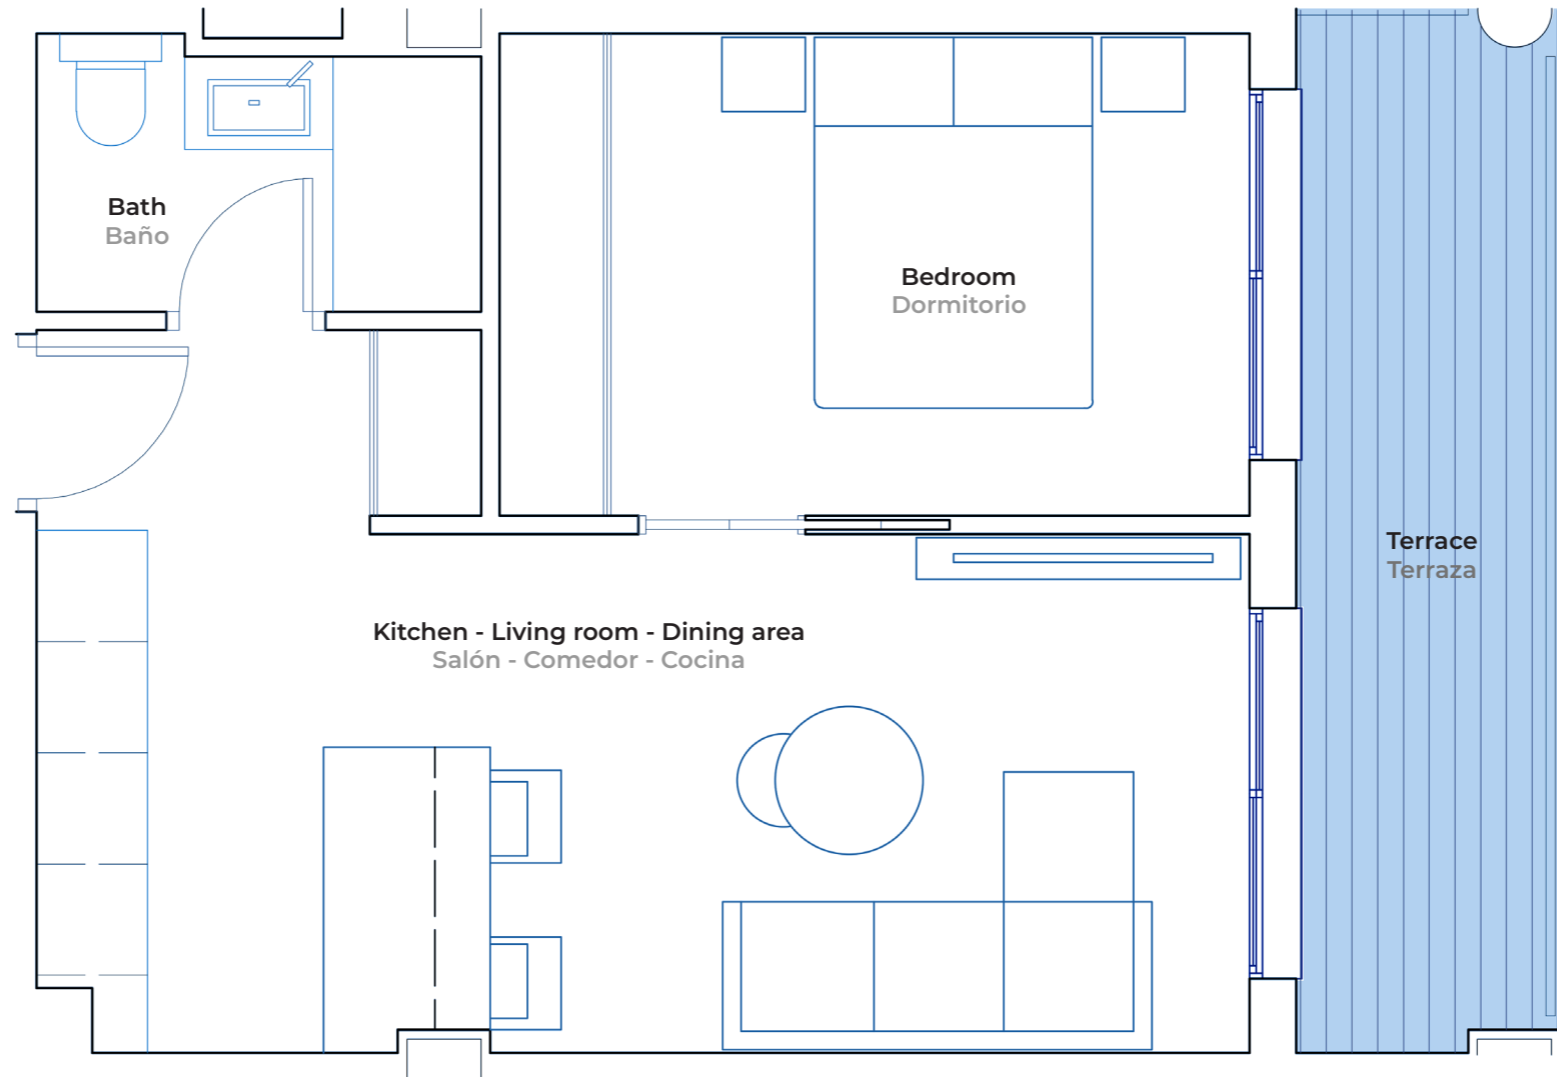 Bath
Baño
Bedroom
Dormitorio
Terrace
Terraza
Kitchen - Living room - Dining area
Salón - Comedor - Cocina